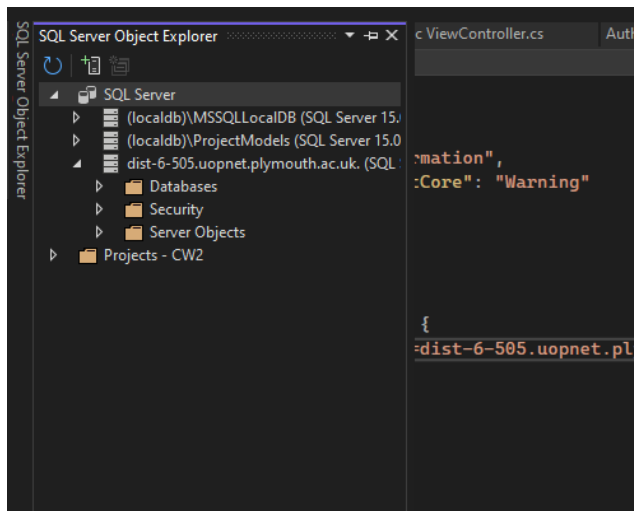 SQL Server Object Explorer
SQL Server Object Explorer
c ViewController.cs
Auth
SQL Server
(localdb)\MSSQLLocalDB (SQL Server 15.
(localdb)\ProjectModels (SQL Server 15.0
dist-6-505.uopnet.plymouth.ac.uk. (SQL
Databases
Security
Server Objects
Projects - CW2
rmation",
tCore": "Warning"
{
=dist-6-505.uopnet.pl